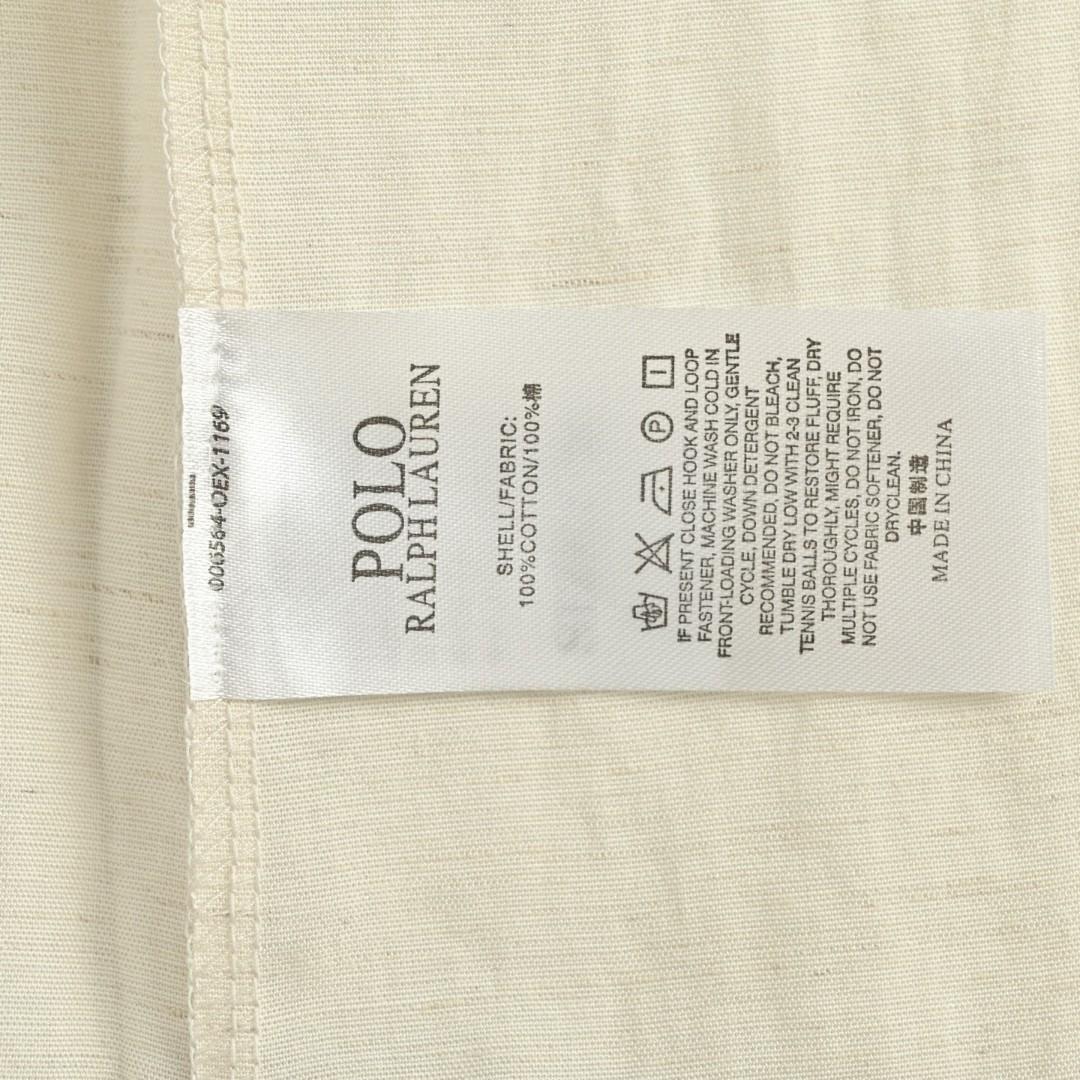 000564-OEX-1169
POLO
RALPH LAUREN
SHELL/FABRIC:
100%COTTON/100%棉
IF PRESENT CLOSE HOOK AND LOOP
FASTENER, MACHINE WASH COLD IN
FRONT-LOADING WASHER ONLY, GENTLE
CYCLE, DOWN DETERGENT
RECOMMENDED, DO NOT BLEACH,
TUMBLE DRY LOW WITH 2-3 CLEAN
TENNIS BALLS TO RESTORE FLUFF, DRY
THOROUGHLY, MIGHT REQUIRE
MULTIPLE CYCLES, DO NOT IRON, DO
NOT USE FABRIC SOFTENER, DO NOT
DRYCLEAN.
中国制造
MADE IN CHINA